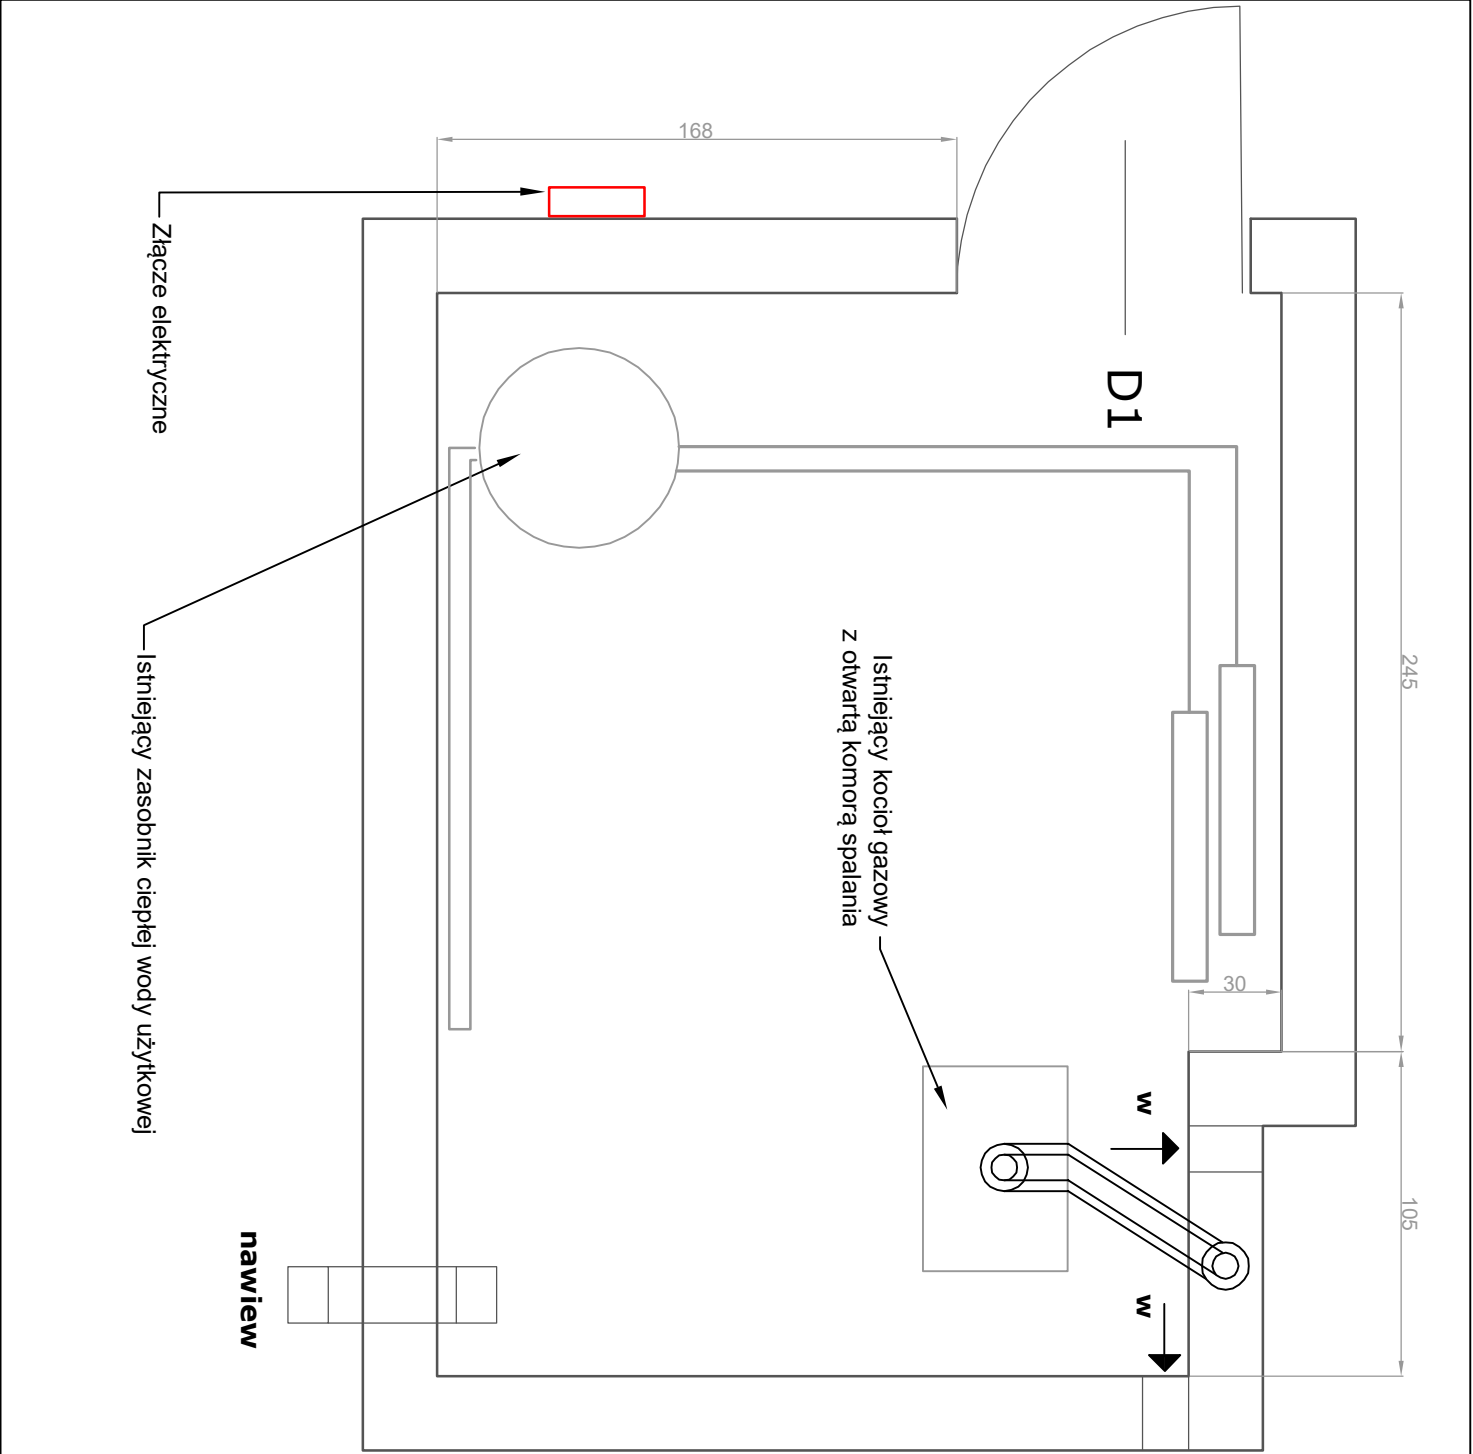 168
Złącze elektryczne
D1
245
Istniejący kocioł gazowy
z otwartą komorą spalania
Istniejący zasobnik ciepłej wody użytkowej
30
w
105
w
nawiew